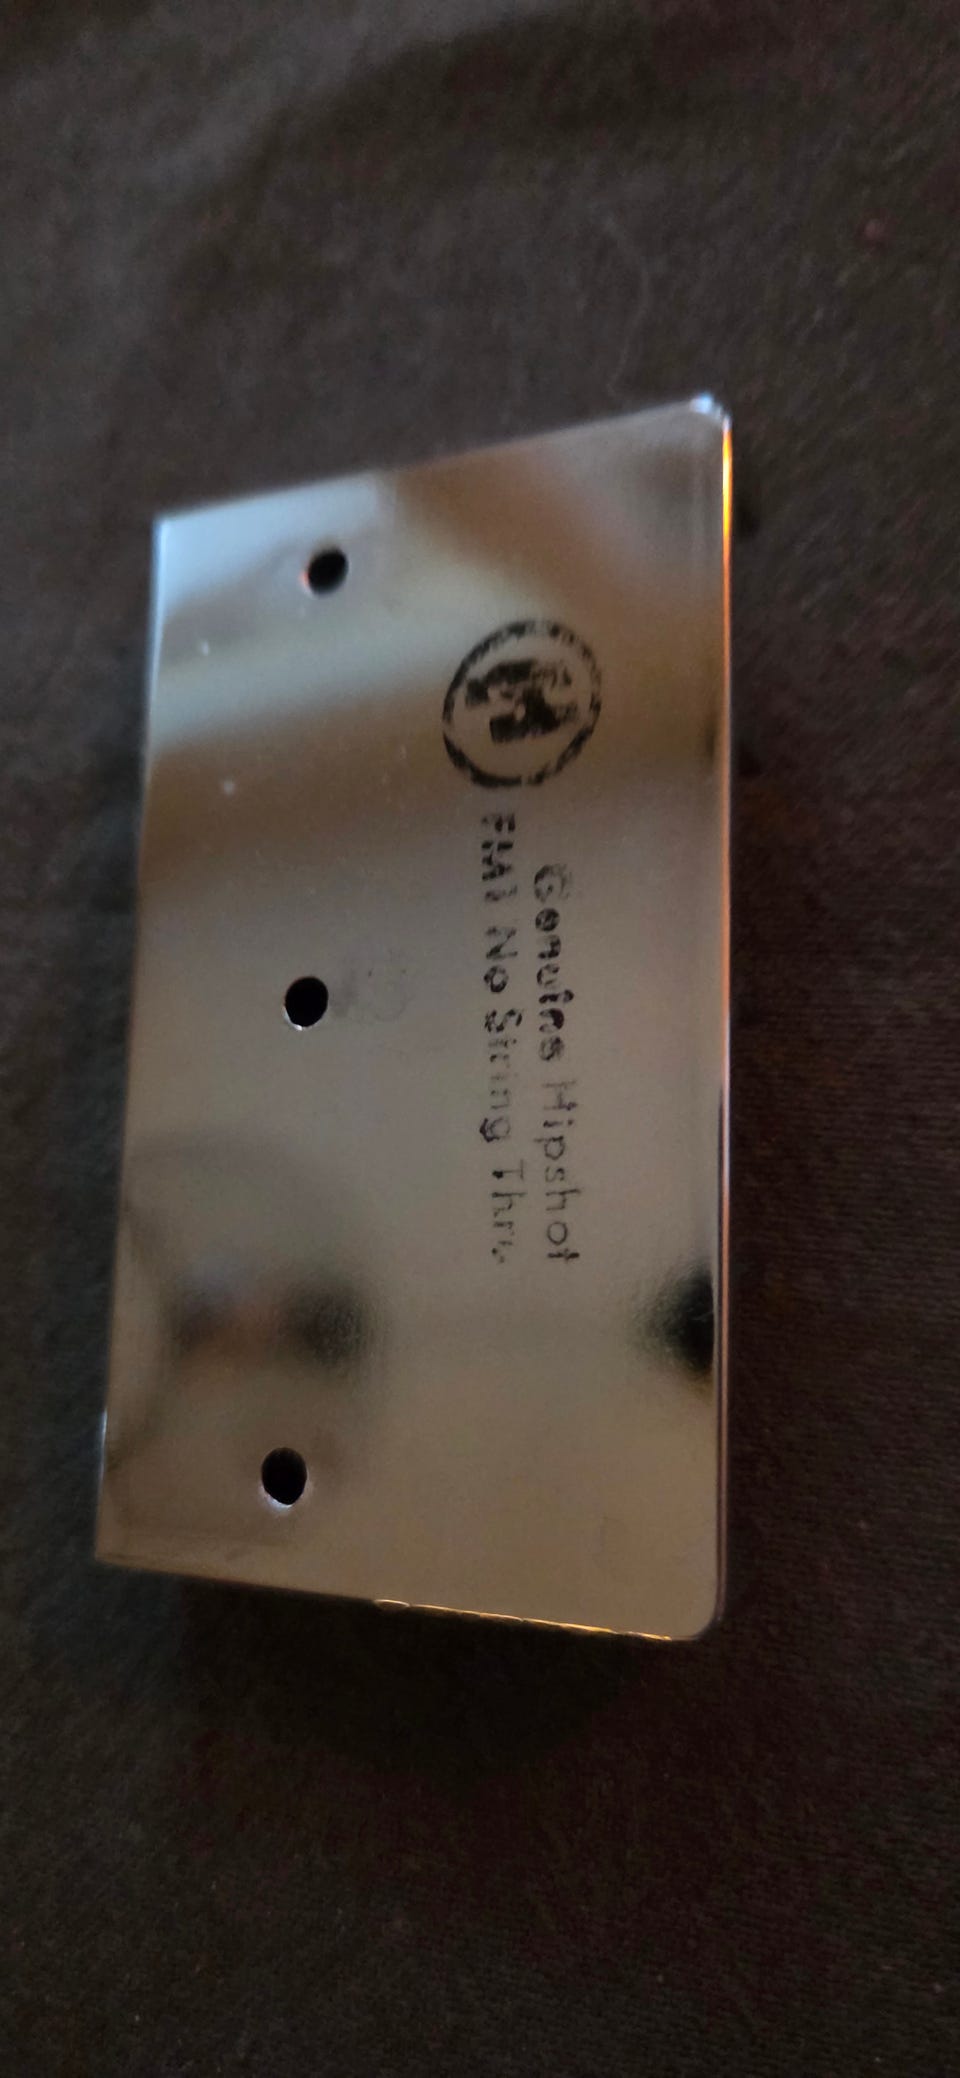 H
Genuine Hipshot
FMI No String Thru